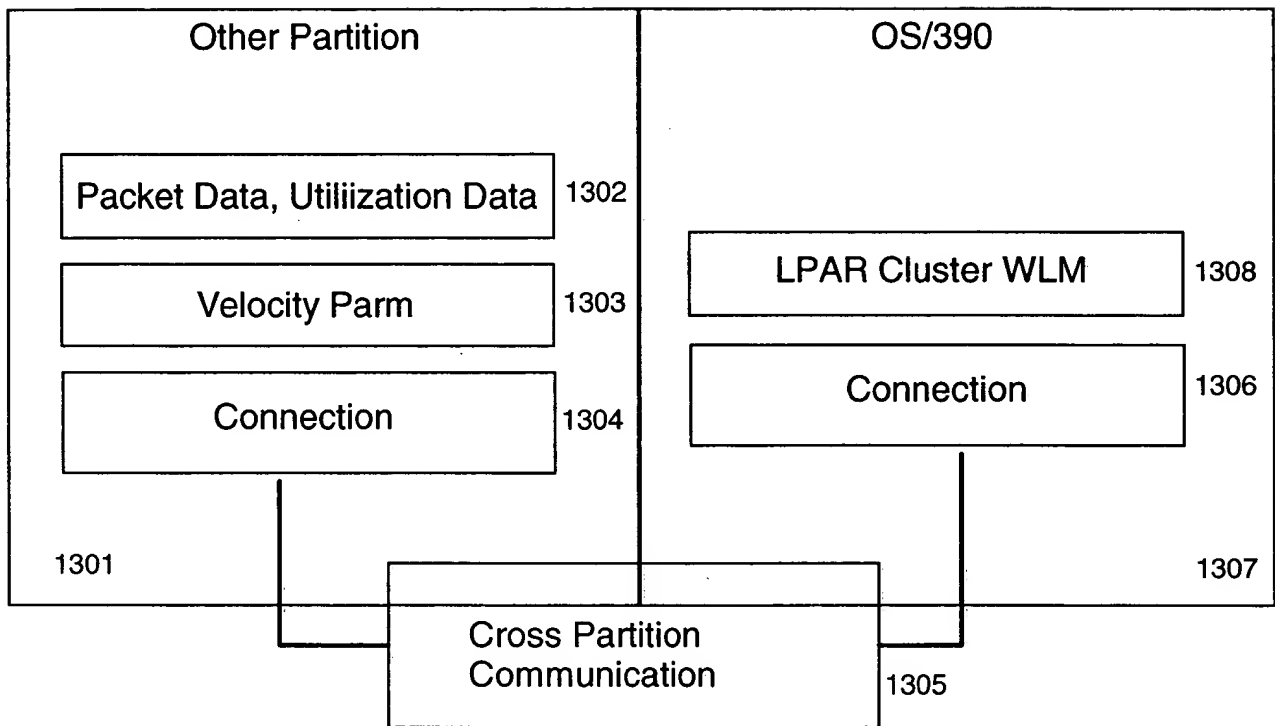 Other Partition
Packet Data, Utiliization Data
1302
Velocity Parm
1303
Connection
1304
1301
OS/390
LPAR Cluster WLM
1308
Connection
1306
1307
Cross Partition
Communication
1305